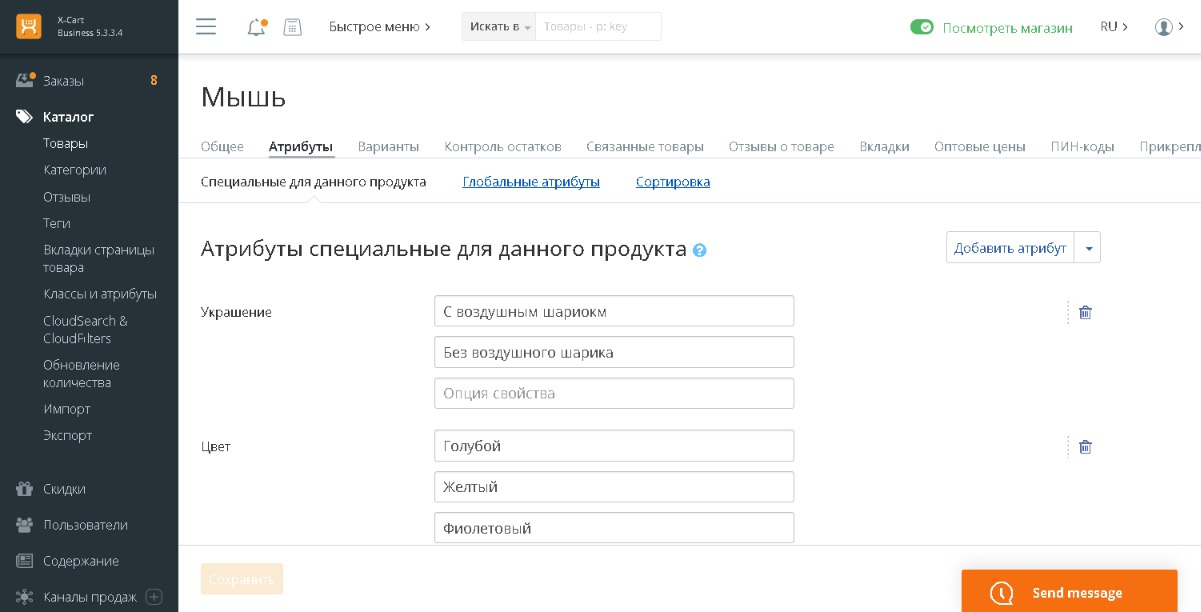 X-Cart
Business 5.3.3.4
Быстрое меню
Искать в
Товары - p: key
Посмотреть магазин
RU
Заказы
8
Каталог
Товары
Категории
Отзывы
Теги
Вкладки страницы
товара
Классы и атрибуты
CloudSearch &
CloudFilters
Обновление
количества
Импорт
Экспорт
Скидки
Пользователи
Содержание
Каналы продаж
Мышь
Общее
Атрибуты
Варианты
Контроль остатков
Связанные товары
Отзывы о товаре
Вкладки
Оптовые цены
ПИН-коды
Прикрепл
Специальные для данного продукта
Глобальные атрибуты
Сортировка
Атрибуты специальные для данного продукта ?
Добавить атрибут
Украшение
С воздушным шариокм
Без воздушного шарика
Опция свойства
Цвет
Голубой
Желтый
Фиолетовый
Сохранить
Send message